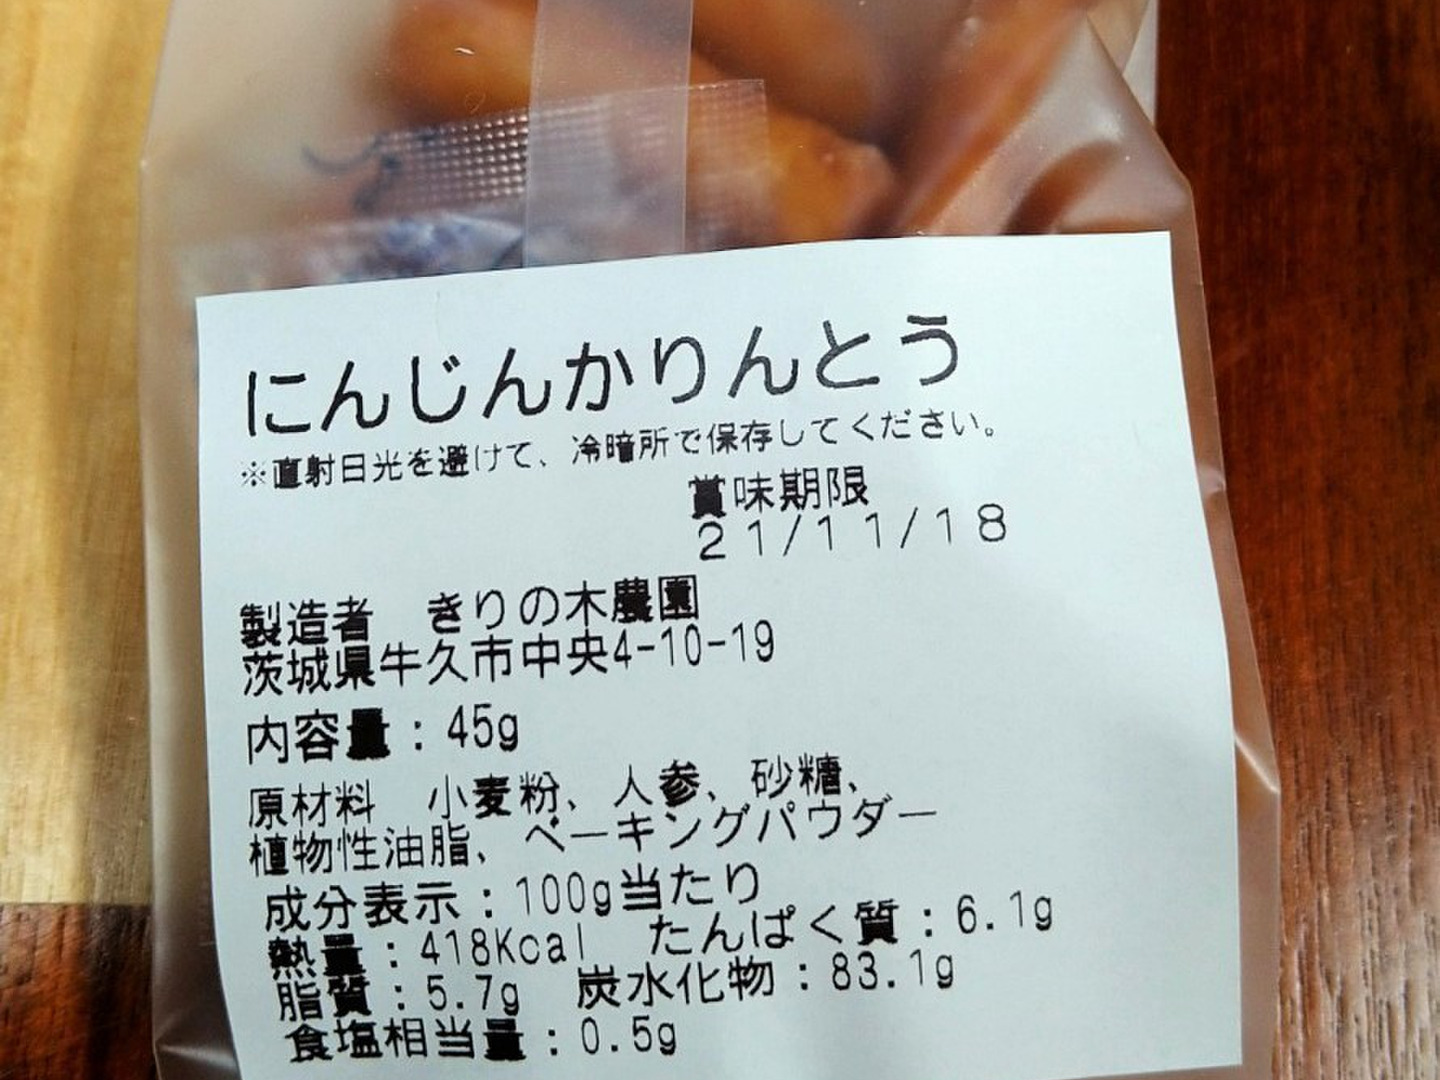 にんじんかりんとう
※直射日光を避けて、冷暗所で保存してください。
賞味期限
21/11/18
製造者　きりの木農園
茨城県牛久市中央4-10-19
内容量：45g
原材料　小麦粉、人参、砂糖、
植物性油脂、ベーキングパウダー
成分表示：100g当たり
熱量：418Kcal　たんぱく質：6.1g
脂質：5.7g　炭水化物：83.1g
食塩相当量：0.5g